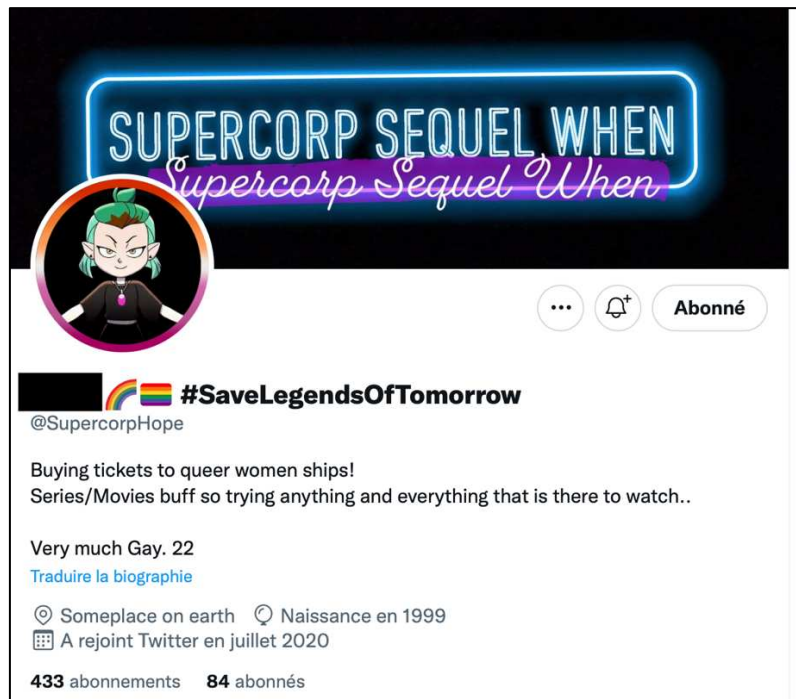 SUPERCORP SEQUEL WHEN
Supercorp Sequel When
Abonné
#SaveLegendsOfTomorrow
@SupercorpHope
Buying tickets to queer women ships!
Series/Movies buff so trying anything and everything that is there to watch..
Very much Gay. 22
Traduire la biographie
Someplace on earth Naissance en 1999
A rejoint Twitter en juillet 2020
433 abonnements 84 abonnés